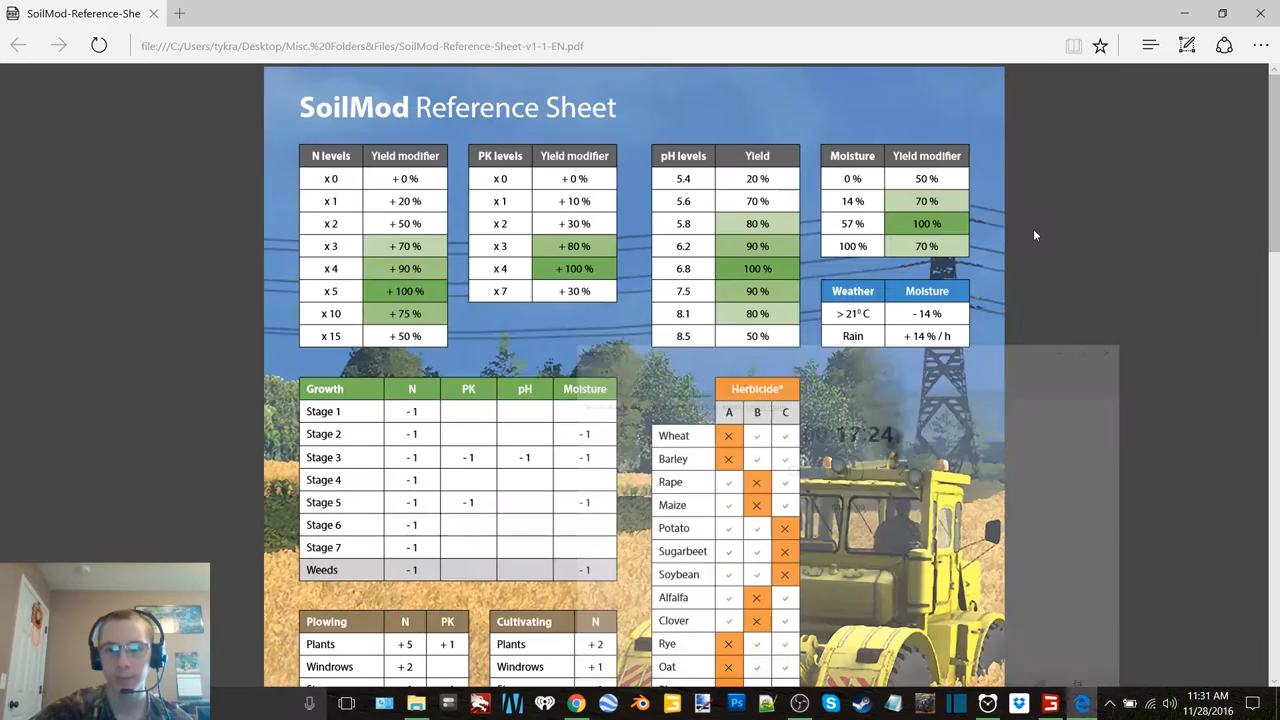 SoilMod-Reference-She
file:///C:/Users/tykra/Desktop/Misc.%20Folders&Files/SoilMod-Reference-Sheet-v1-1-EN.pdf
SoilMod Reference Sheet
N levels Yield modifier
x 0 + 0 %
x 1 + 20 %
x 2 + 50 %
x 3 + 70 %
x 4 + 90 %
x 5 + 100 %
x 10 + 75 %
x 15 + 50 %
PK levels Yield modifier
x 0 + 0 %
x 1 + 10 %
x 2 + 30 %
x 3 + 80 %
x 4 + 100 %
x 7 + 30 %
pH levels Yield
5.4 20 %
5.6 70 %
5.8 80 %
6.2 90 %
6.8 100 %
7.5 90 %
8.1 80 %
8.5 50 %
Moisture Yield modifier
0 % 50 %
14 % 70 %
57 % 100 %
100 % 70 %
Weather Moisture
> 21⁰ C - 14 %
Rain + 14 % / h
Growth N PK pH Moisture
Stage 1 - 1
Stage 2 - 1 - 1
Stage 3 - 1 - 1 - 1 - 1
Stage 4 - 1
Stage 5 - 1 - 1 - 1
Stage 6 - 1
Stage 7 - 1
Weeds - 1 - 1
Herbicide*
A B C
Wheat
Barley
Rape
Maize
Potato
Sugarbeet
Soybean
Alfalfa
Clover
Rye
Oat
17:24
Plowing N PK
Plants + 5 + 1
Windrows + 2
Cultivating N
Plants + 2
Windrows + 1
11:31 AM
11/28/2016